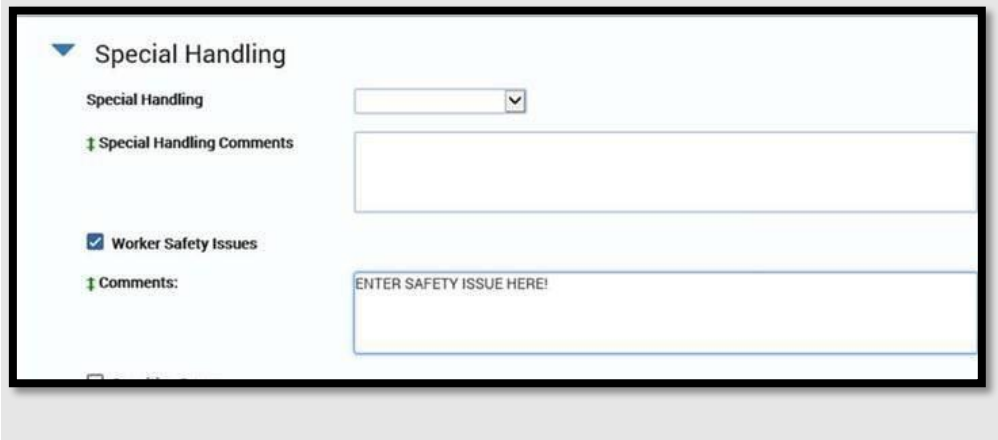 Special Handling
Special Handling
‡ Special Handling Comments
Worker Safety Issues
‡ Comments:
ENTER SAFETY ISSUE HERE!